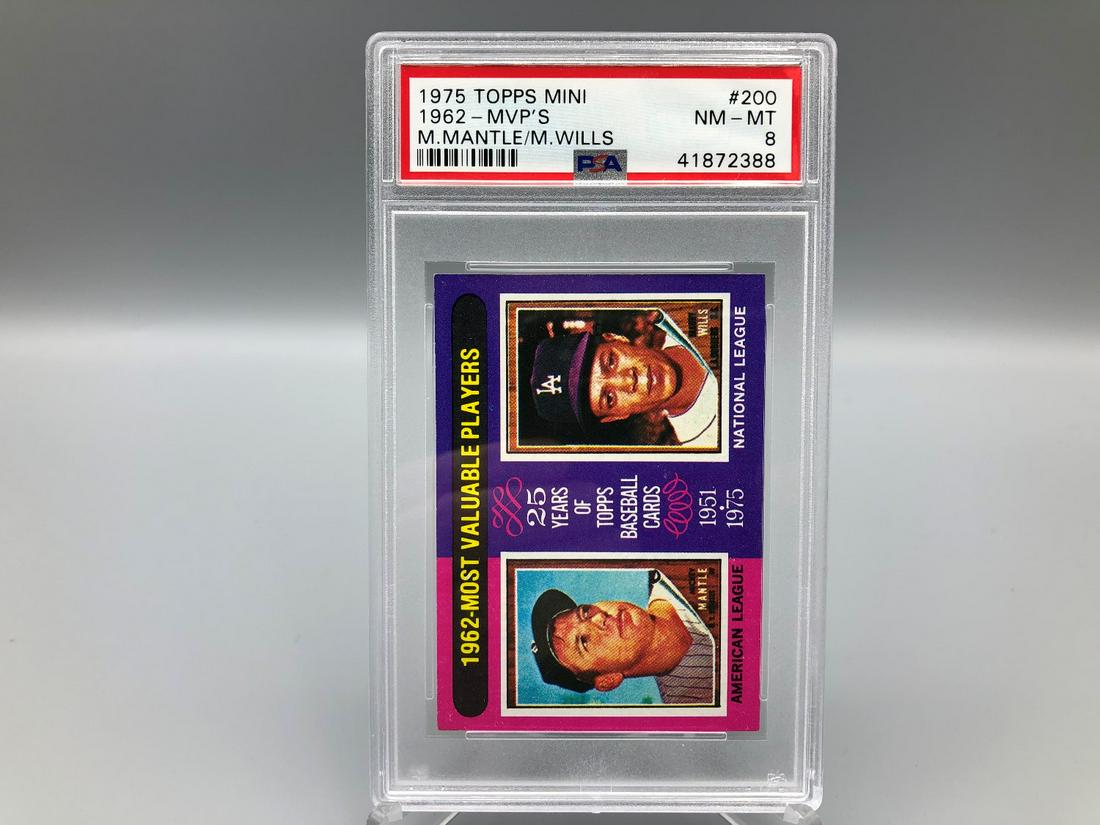 1975 TOPPS MINI #200
1962 - MVP'S NM - MT
M.MANTLE/M.WILLS 8
PSA 41872388
1962-MOST VALUABLE PLAYERS
MANTLE
AMERICAN LEAGUE
25
YEARS
OF
TOPPS
BASEBALL
CARDS
1951
1975
LA
WILLS
NATIONAL LEAGUE